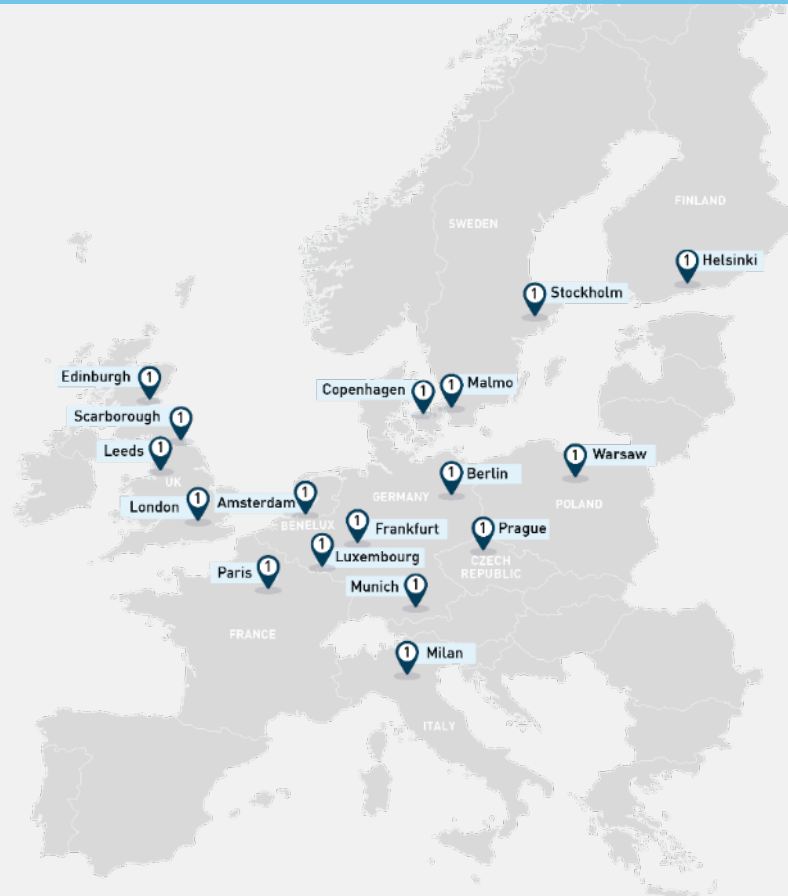 FINLAND
SWEDEN
1 Helsinki
1 Stockholm
Edinburgh 1
Copenhagen 1
1 Malmo
Scarborough 1
Leeds 1
1 Warsaw
UK
1 Berlin
London 1
Amsterdam 1
GERMANY
POLAND
BENELUX
1 Frankfurt
1 Prague
1 Luxembourg
CZECH
REPUBLIC
Paris 1
Munich 1
FRANCE
1 Milan
ITALY